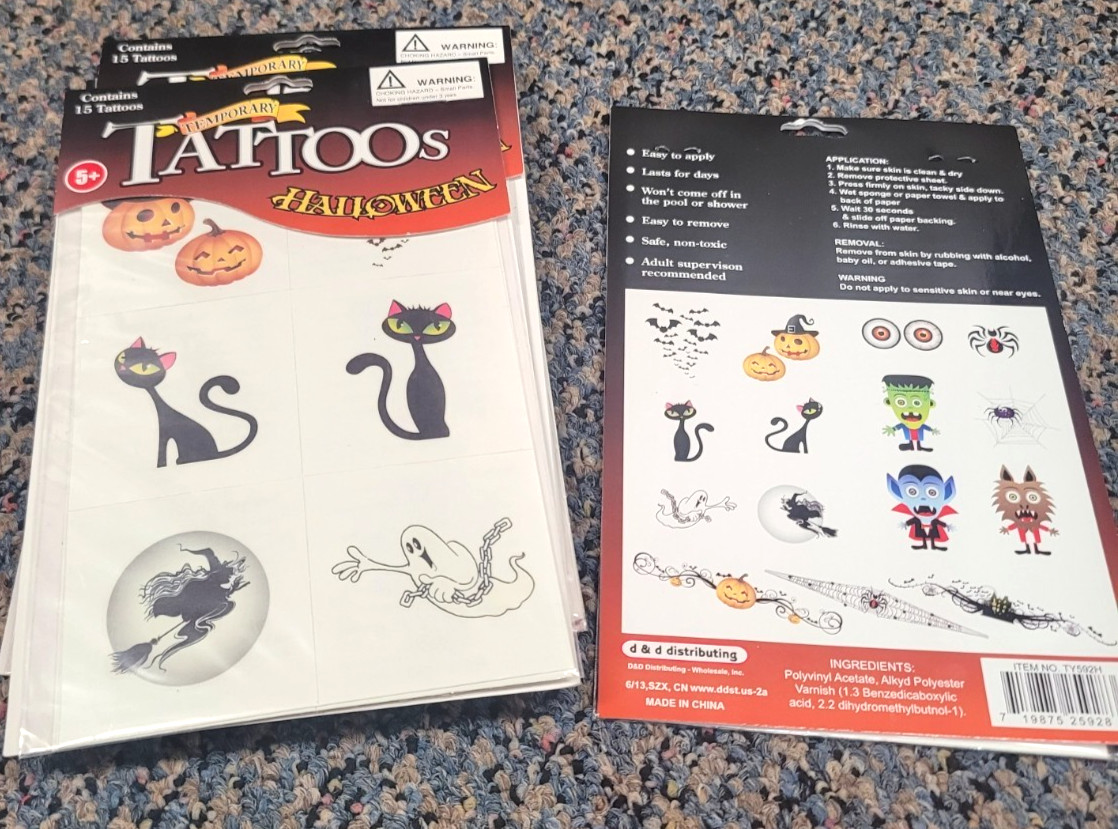 Contains
15 Tattoos
WARNING:
CHOKING HAZARD – Small Parts
TEMPORARY
Contains
15 Tattoos
WARNING:
CHOKING HAZARD – Small Parts
Not for children under 3 years
TEMPORARY
TATTOOS
5+
HALLOWEEN
Easy to apply
Lasts for days
Won't come off in
the pool or shower
Easy to remove
Safe, non-toxic
Adult supervison
recommended
APPLICATION:
1. Make sure skin is clean & dry
2. Remove protective sheet.
3. Press firmly on skin, tacky side down.
4. Wet sponge or paper towel & apply to
back of paper
5. Wait 30 seconds
& slide off paper backing.
6. Rinse with water.
REMOVAL:
Remove from skin by rubbing with alcohol,
baby oil, or adhesive tape.
WARNING
Do not apply to sensitive skin or near eyes.
d & d distributing
D&D Distributing - Wholesale, Inc.
6/13,SZX, CN www.ddst.us-2a
MADE IN CHINA
INGREDIENTS:
Polyvinyl Acetate, Alkyd Polyester
Varnish (1.3 Benzedicaboxylic
acid, 2.2 dihydromethylbutnol-1).
ITEM NO. TY592H
7 19875 25928